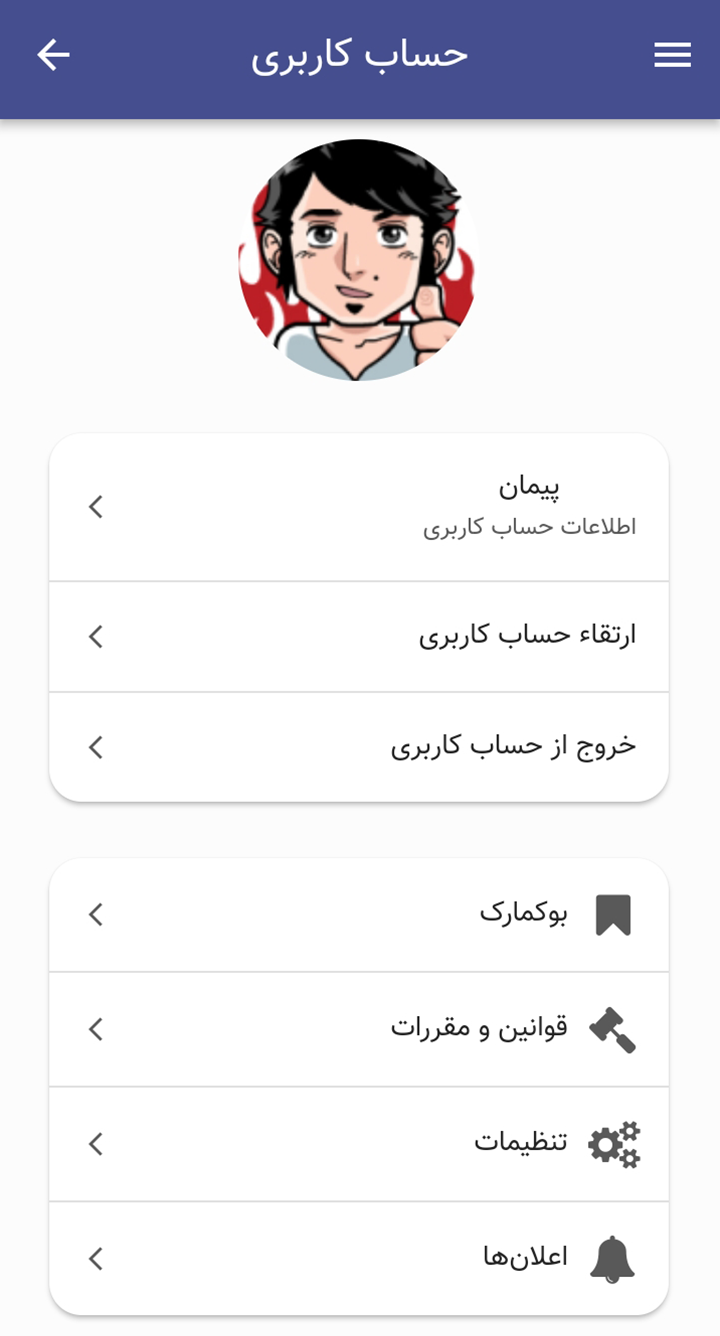 حساب کاربری
پیمان
اطلاعات حساب کاربری
ارتقاء حساب کاربری
خروج از حساب کاربری
بوکمارک
قوانین و مقررات
تنظیمات
اعلان‌ها